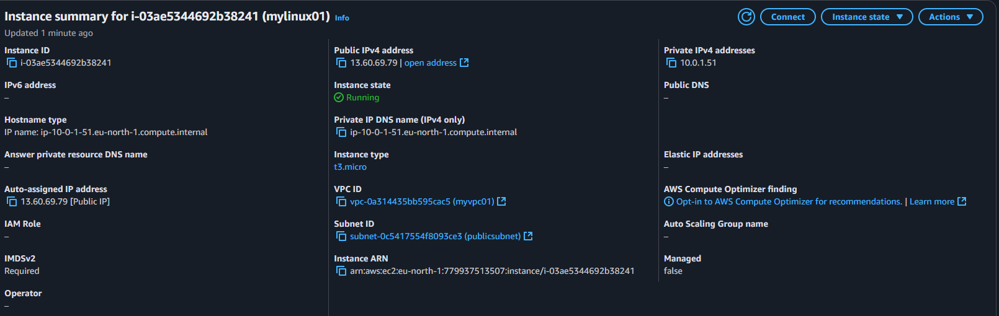 Instance summary for i-03ae5344692b38241 (mylinux01) Info
Connect
Instance state
Actions
Updated 1 minute ago
Instance ID
i-03ae5344692b38241
Public IPv4 address
13.60.69.79 | open address
Private IPv4 addresses
10.0.1.51
IPv6 address
–
Instance state
Running
Public DNS
–
Hostname type
IP name: ip-10-0-1-51.eu-north-1.compute.internal
Private IP DNS name (IPv4 only)
ip-10-0-1-51.eu-north-1.compute.internal
Answer private resource DNS name
–
Instance type
t3.micro
Elastic IP addresses
–
Auto-assigned IP address
13.60.69.79 [Public IP]
VPC ID
vpc-0a314435bb595cac5 (myvpc01)
AWS Compute Optimizer finding
Opt-in to AWS Compute Optimizer for recommendations. | Learn more
IAM Role
–
Subnet ID
subnet-0c5417554f8093ce3 (publicsubnet)
Auto Scaling Group name
–
IMDSv2
Required
Instance ARN
arn:aws:ec2:eu-north-1:779937513507:instance/i-03ae5344692b38241
Managed
false
Operator
–